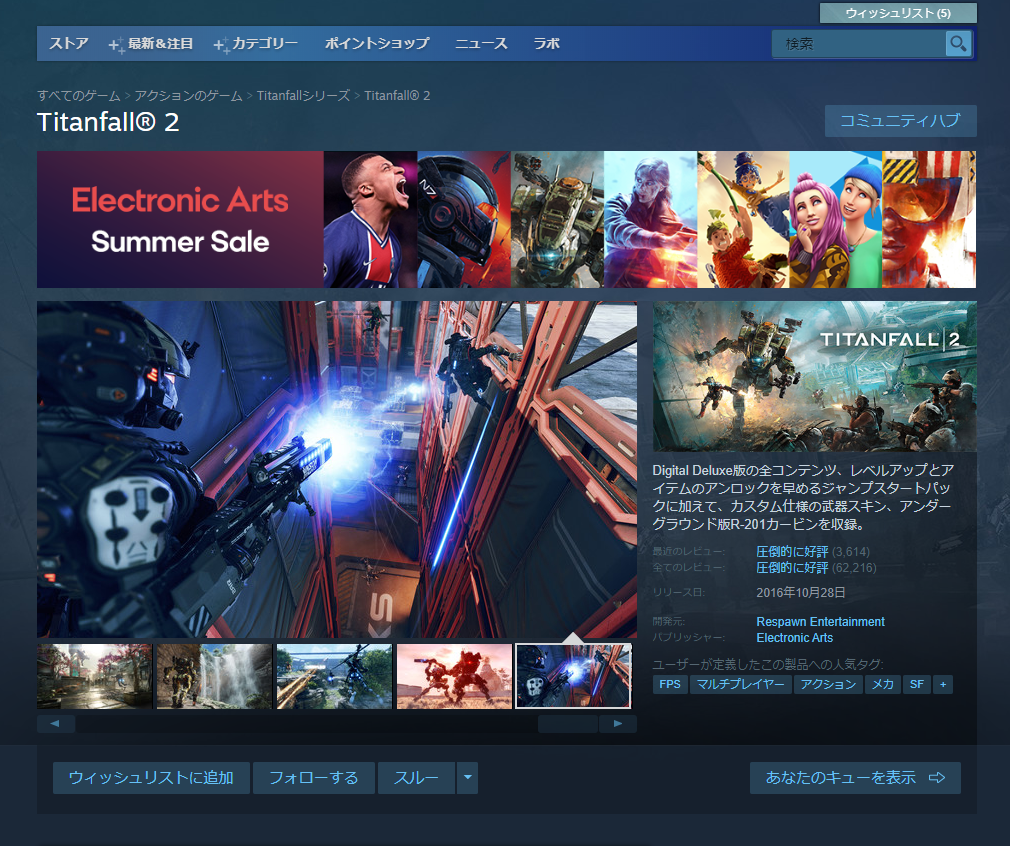 ウィッシュリスト (5)
ストア 最新&注目 カテゴリー ポイントショップ ニュース ラボ 検索
すべてのゲーム > アクションのゲーム > Titanfallシリーズ > Titanfall® 2
Titanfall® 2
コミュニティハブ
Electronic Arts
Summer Sale
N7
TITANFALL 2
Digital Deluxe版の全コンテンツ、レベルアップとア
イテムのアンロックを早めるジャンプスタートパッ
クに加えて、カスタム仕様の武器スキン、アンダー
グラウンド版R-201カービンを収録。
最近のレビュー: 圧倒的に好評 (3,614)
全てのレビュー: 圧倒的に好評 (62,216)
リリース日: 2016年10月28日
開発元: Respawn Entertainment
パブリッシャー: Electronic Arts
ユーザーが定義したこの製品への人気タグ:
FPS マルチプレイヤー アクション メカ SF +
ウィッシュリストに追加 フォローする スルー あなたのキューを表示